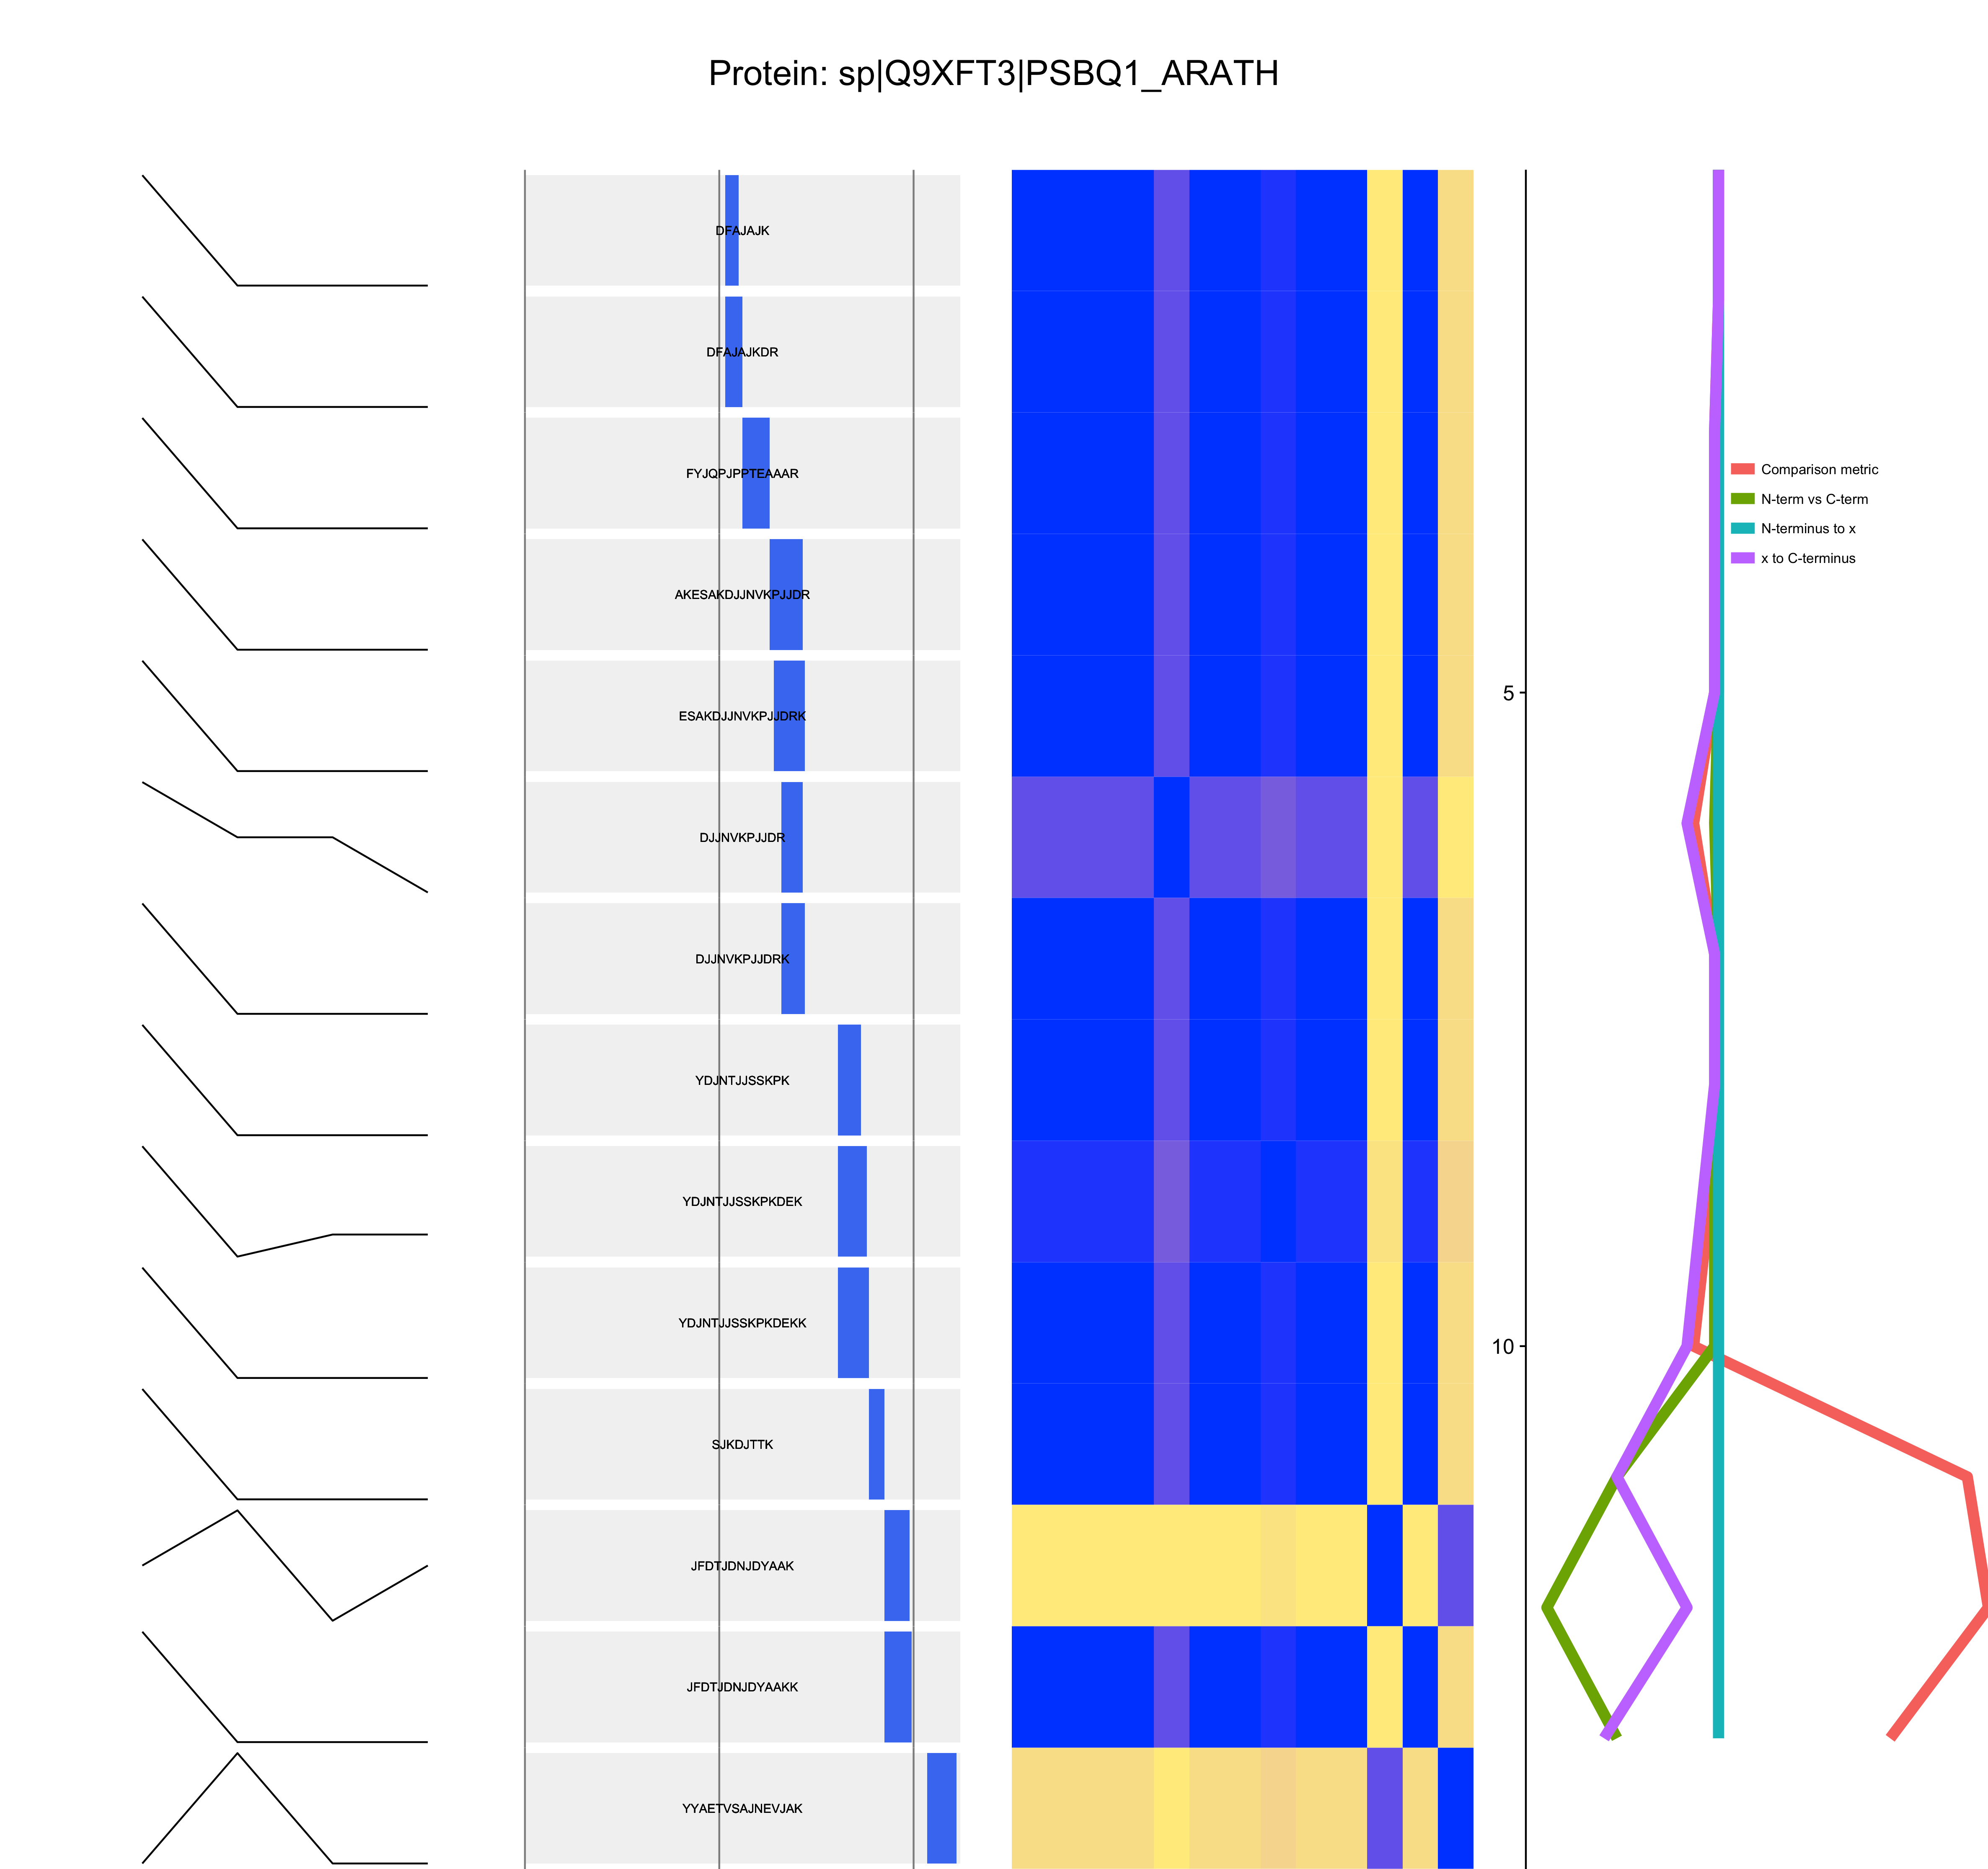 Protein: sp|Q9XFT3|PSBQ1_ARATH
DFAJAJK
DFAJAJKDR
FYJQPJPPTEAAAR
AKESAKDJJNVKPJJDR
ESAKDJJNVKPJJDRK
DJJNVKPJJDR
DJJNVKPJJDRK
YDJNTJJSSKPK
YDJNTJJSSKPKDEK
YDJNTJJSSKPKDEKK
SJKDJTTK
JFDTJDNJDYAAK
JFDTJDNJDYAAKK
YYAETVSAJNEVJAK
5
10
Comparison metric
N-term vs C-term
N-terminus to x
x to C-terminus